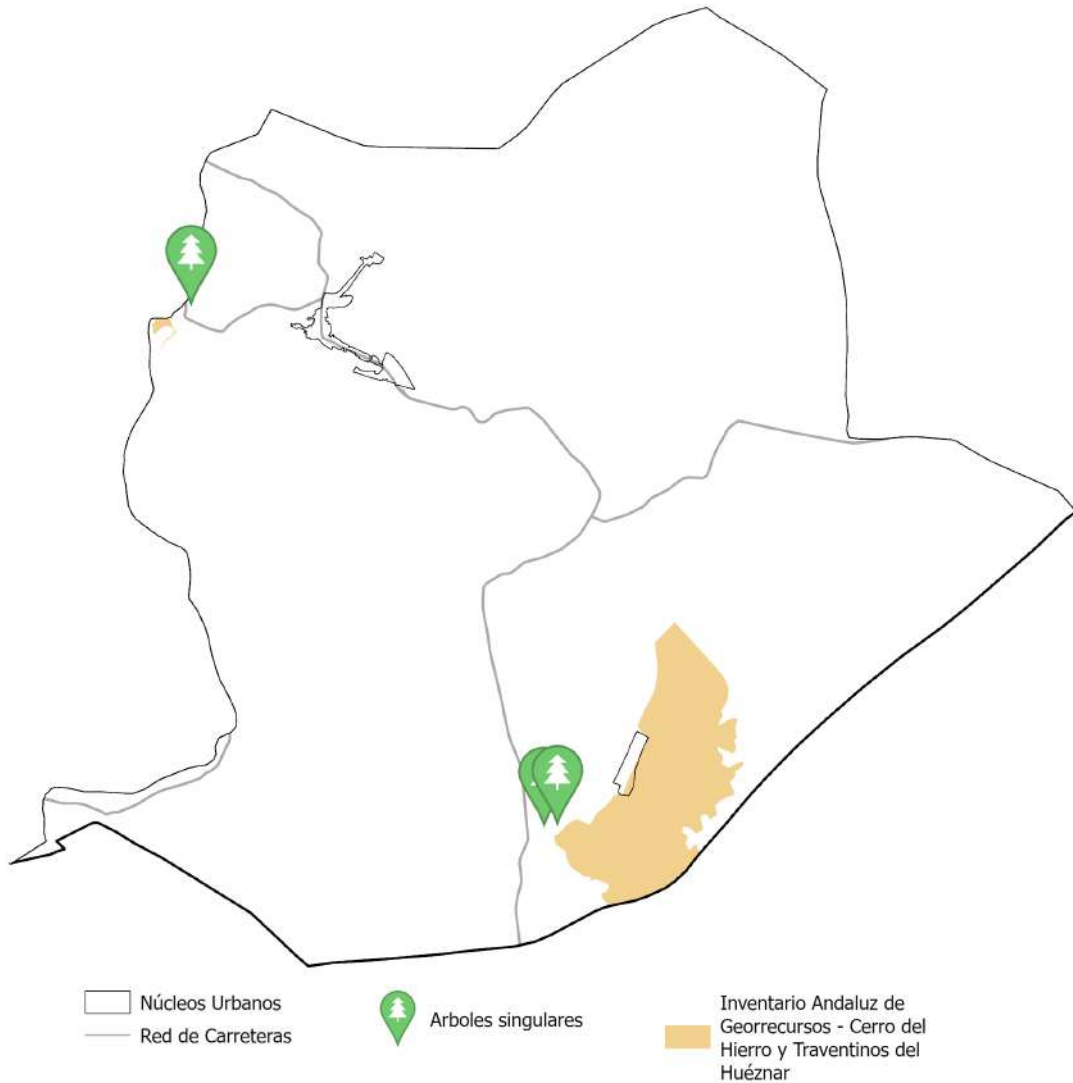 Núcleos Urbanos
Red de Carreteras
Arboles singulares
Inventario Andaluz de
Georrecursos - Cerro del
Hierro y Traventinos del
Huéznar